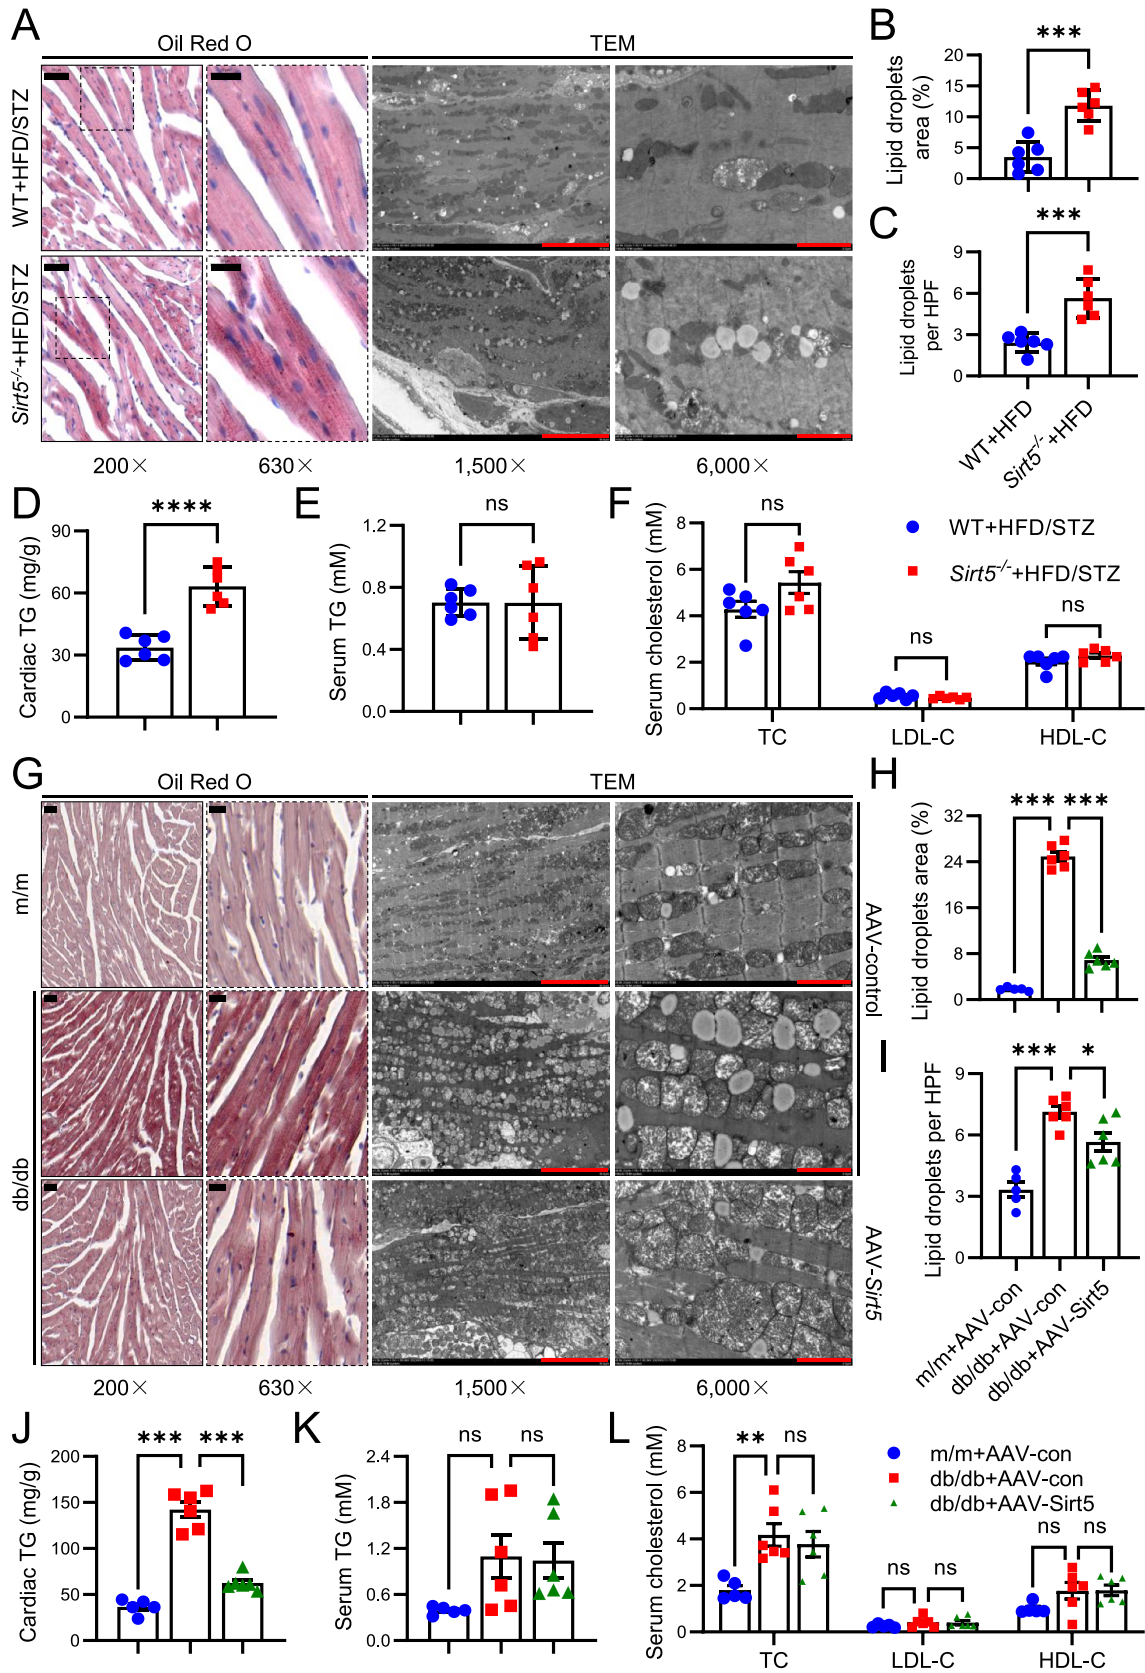 A
Oil Red O
TEM
WT+HFD/STZ
Sirt5-/-+HFD/STZ
200×
630×
1,500×
6,000×
B
Lipid droplets
area (%)
20
15
10
5
0
***
C
Lipid droplets
per HPF
9
6
3
0
***
WT+HFD
Sirt5-/-+HFD
D
Cardiac TG (mg/g)
90
60
30
0
****
E
Serum TG (mM)
1.2
0.8
0.4
0.0
ns
F
Serum cholesterol (mM)
8
6
4
2
0
ns
ns
ns
TC
LDL-C
HDL-C
WT+HFD/STZ
Sirt5-/-+HFD/STZ
G
Oil Red O
TEM
m/m
db/db
AAV-control
AAV-Sirt5
200×
630×
1,500×
6,000×
H
Lipid droplets area (%)
32
24
16
8
0
*** ***
I
Lipid droplets per HPF
9
6
3
0
*** *
m/m+AAV-con
db/db+AAV-con
db/db+AAV-Sirt5
J
Cardiac TG (mg/g)
200
150
100
50
0
*** ***
K
Serum TG (mM)
2.4
1.8
1.2
0.6
0.0
ns ns
L
Serum cholesterol (mM)
8
6
4
2
0
** ns
ns ns
ns ns
TC
LDL-C
HDL-C
m/m+AAV-con
db/db+AAV-con
db/db+AAV-Sirt5